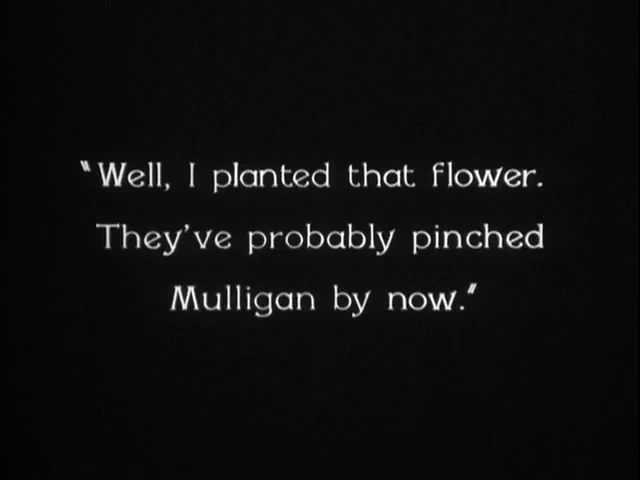 "Well, I planted that flower.
They've probably pinched
Mulligan by now."